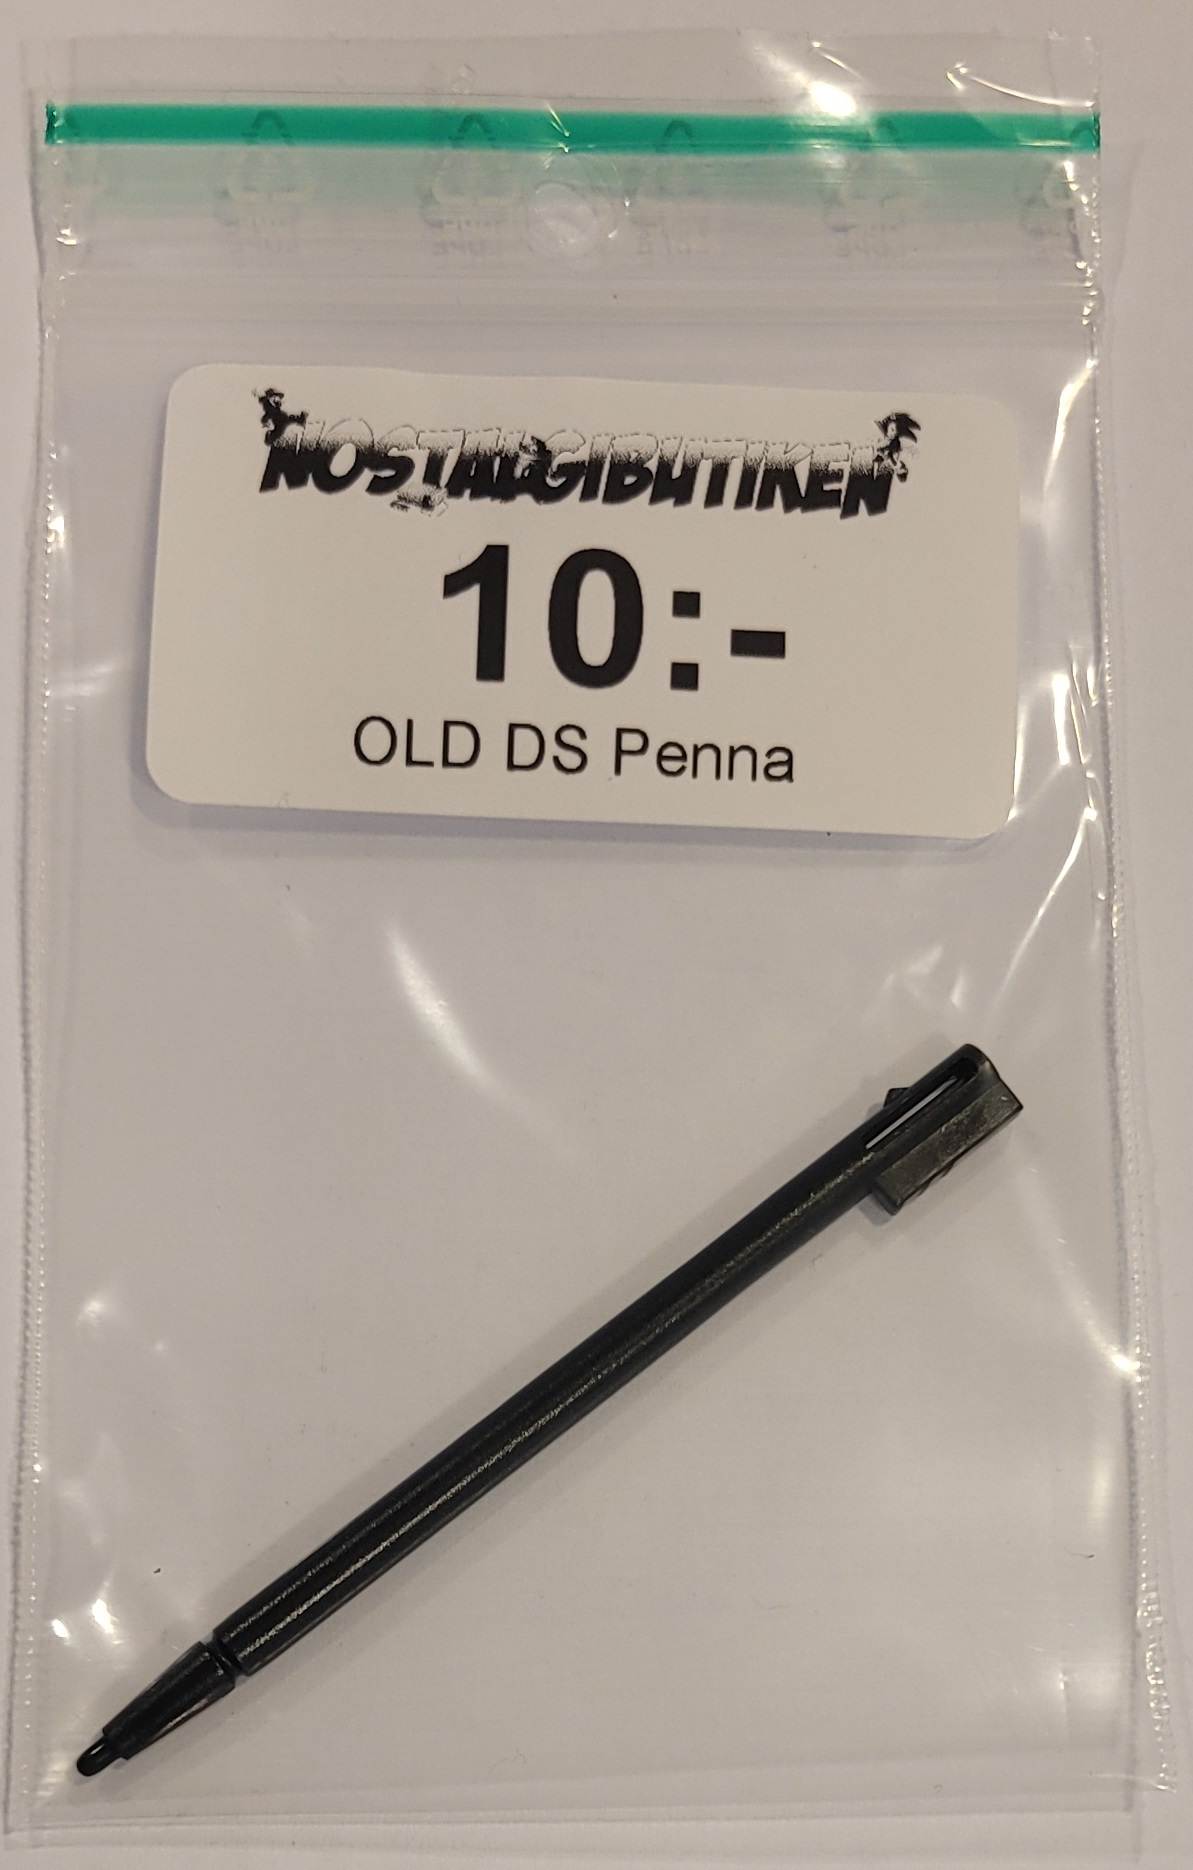 NOSTALGIBUTIKEN
10:-
OLD DS Penna